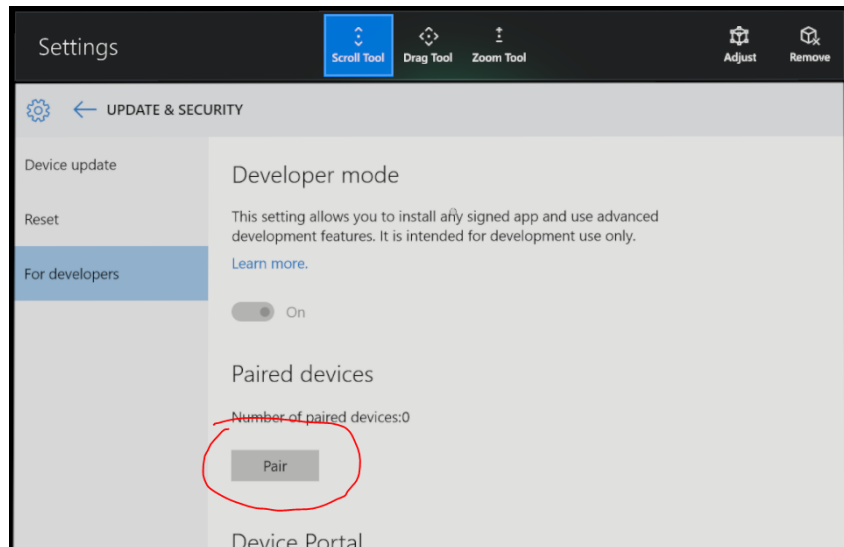 Settings
Scroll Tool
Drag Tool
Zoom Tool
Adjust
Remove
UPDATE & SECURITY
Device update
Reset
For developers
Developer mode
This setting allows you to install any signed app and use advanced
development features. It is intended for development use only.
Learn more.
On
Paired devices
Number of paired devices:0
Pair
Device Portal